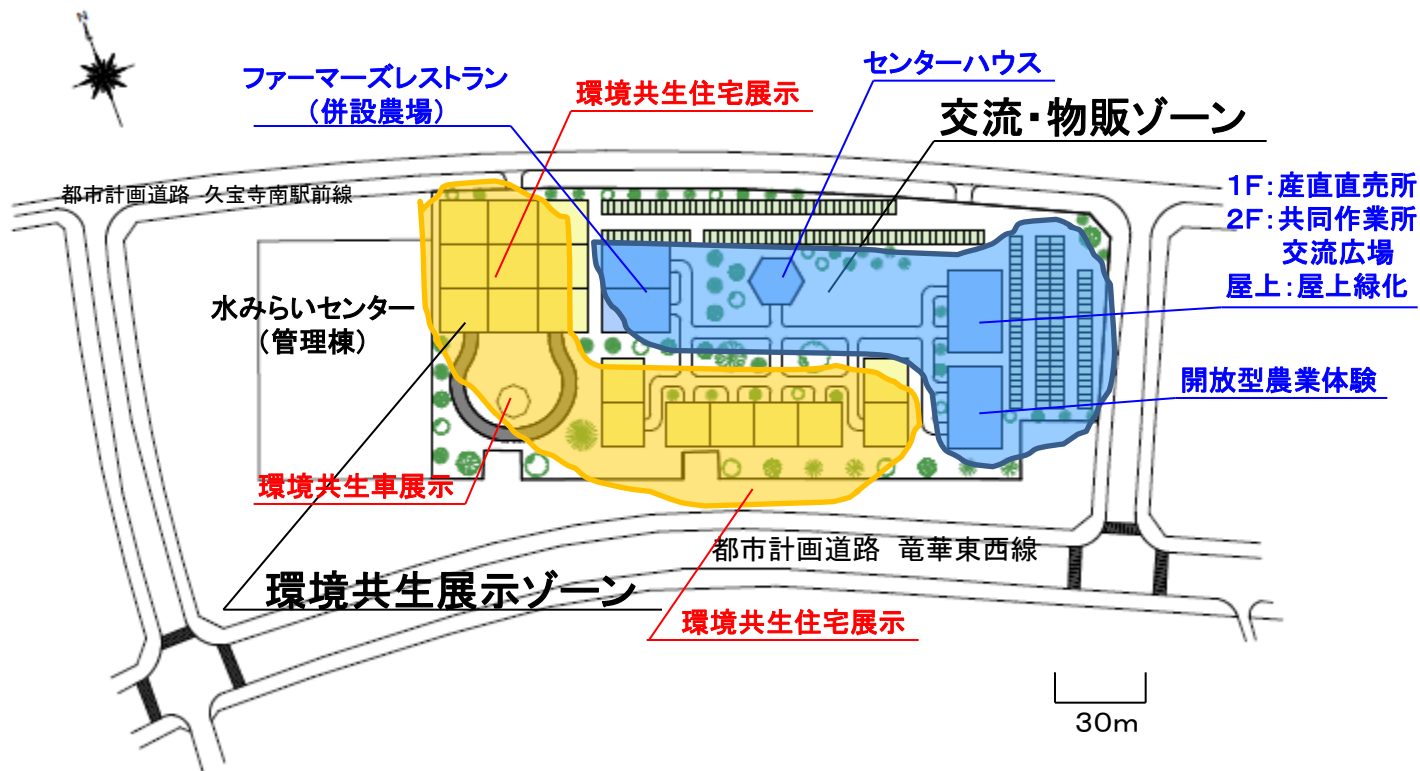 N
ファーマーズレストラン
（併設農場）
環境共生住宅展示
センターハウス
交流・物販ゾーン
都市計画道路 久宝寺南駅前線
1F：産直直売所
2F：共同作業所
交流広場
屋上：屋上緑化
水みらいセンター
（管理棟）
開放型農業体験
環境共生車展示
都市計画道路 竜華東西線
環境共生展示ゾーン
環境共生住宅展示
30m